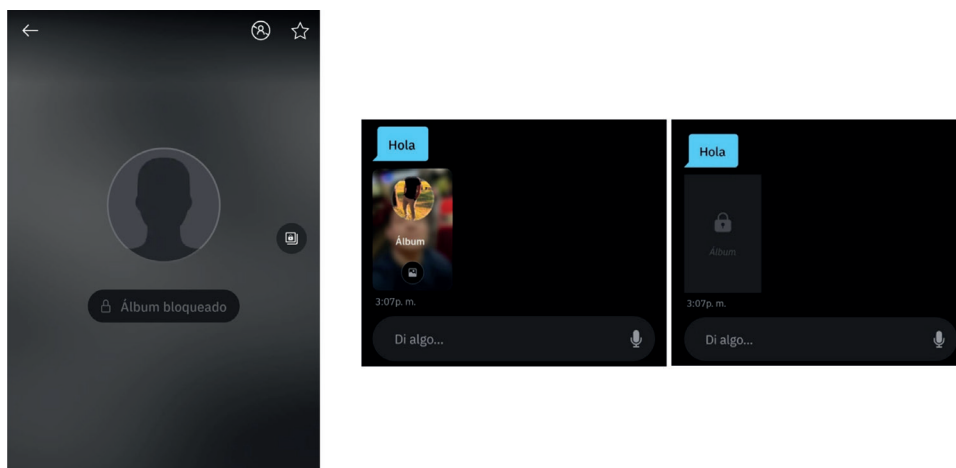 Álbum bloqueado
Hola
Álbum
3:07p. m.
Di algo...
Hola
Álbum
3:07p. m.
Di algo...